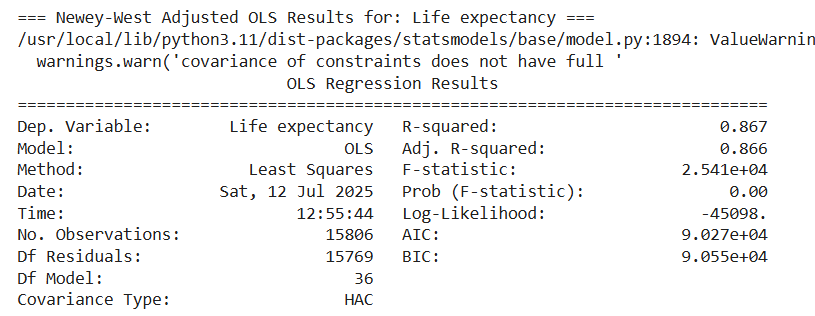 === Newey-West Adjusted OLS Results for: Life expectancy ===
/usr/local/lib/python3.11/dist-packages/statsmodels/base/model.py:1894: ValueWarnin
  warnings.warn('covariance of constraints does not have full '
                            OLS Regression Results
==============================================================================
Dep. Variable:        Life expectancy   R-squared:                       0.867
Model:                            OLS   Adj. R-squared:                  0.866
Method:                 Least Squares   F-statistic:                 2.541e+04
Date:                Sat, 12 Jul 2025   Prob (F-statistic):               0.00
Time:                        12:55:44   Log-Likelihood:                -45098.
No. Observations:               15806   AIC:                         9.027e+04
Df Residuals:                   15769   BIC:                         9.055e+04
Df Model:                          36
Covariance Type:                  HAC